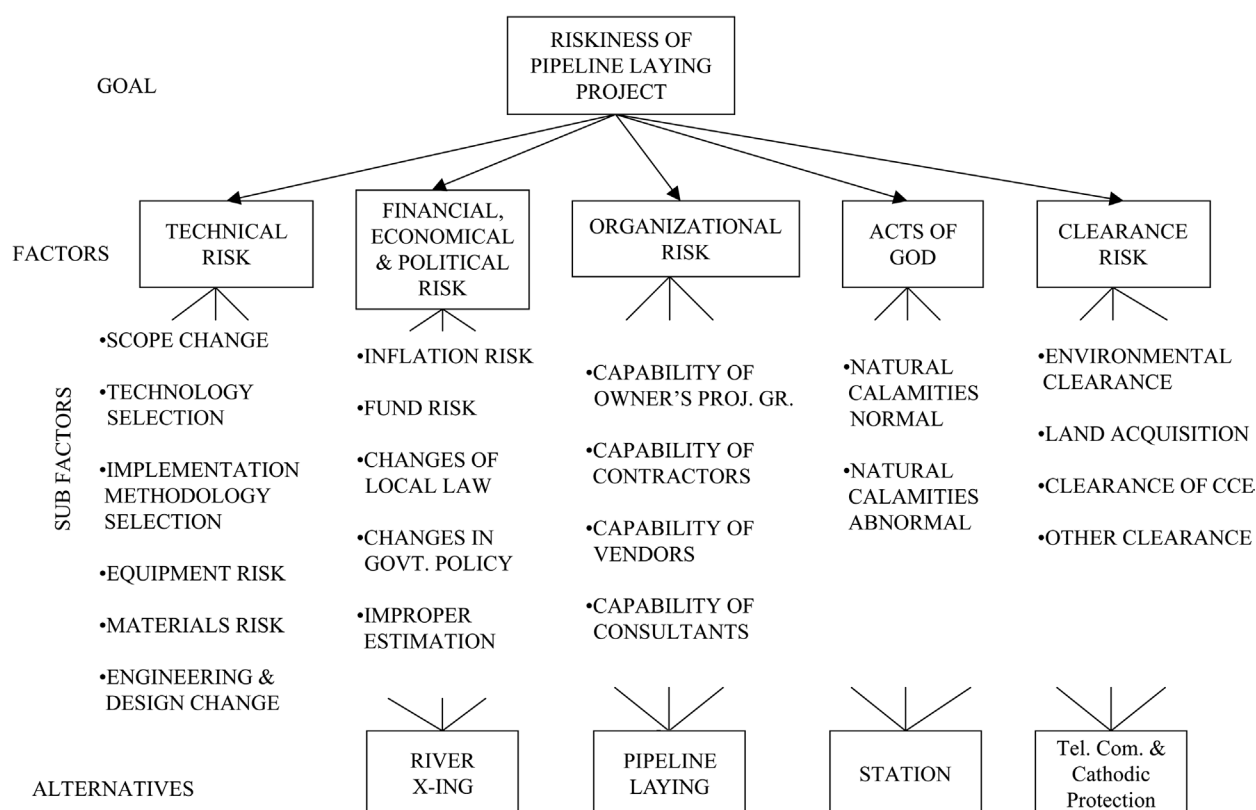 RISKINESS OF
PIPELINE LAYING
PROJECT
GOAL
FACTORS
TECHNICAL
RISK
FINANCIAL,
ECONOMICAL
& POLITICAL
RISK
ORGANIZATIONAL
RISK
ACTS OF
GOD
CLEARANCE
RISK
SUB FACTORS
•SCOPE CHANGE
•TECHNOLOGY
SELECTION
•IMPLEMENTATION
METHODOLOGY
SELECTION
•EQUIPMENT RISK
•MATERIALS RISK
•ENGINEERING &
DESIGN CHANGE
•INFLATION RISK
•FUND RISK
•CHANGES OF
LOCAL LAW
•CHANGES IN
GOVT. POLICY
•IMPROPER
ESTIMATION
•CAPABILITY OF
OWNER'S PROJ. GR.
•CAPABILITY OF
CONTRACTORS
•CAPABILITY OF
VENDORS
•CAPABILITY OF
CONSULTANTS
•NATURAL
CALAMITIES
NORMAL
•NATURAL
CALAMITIES
ABNORMAL
•ENVIRONMENTAL
CLEARANCE
•LAND ACQUISITION
•CLEARANCE OF CCE
•OTHER CLEARANCE
ALTERNATIVES
RIVER
X-ING
PIPELINE
LAYING
STATION
Tel. Com. &
Cathodic
Protection